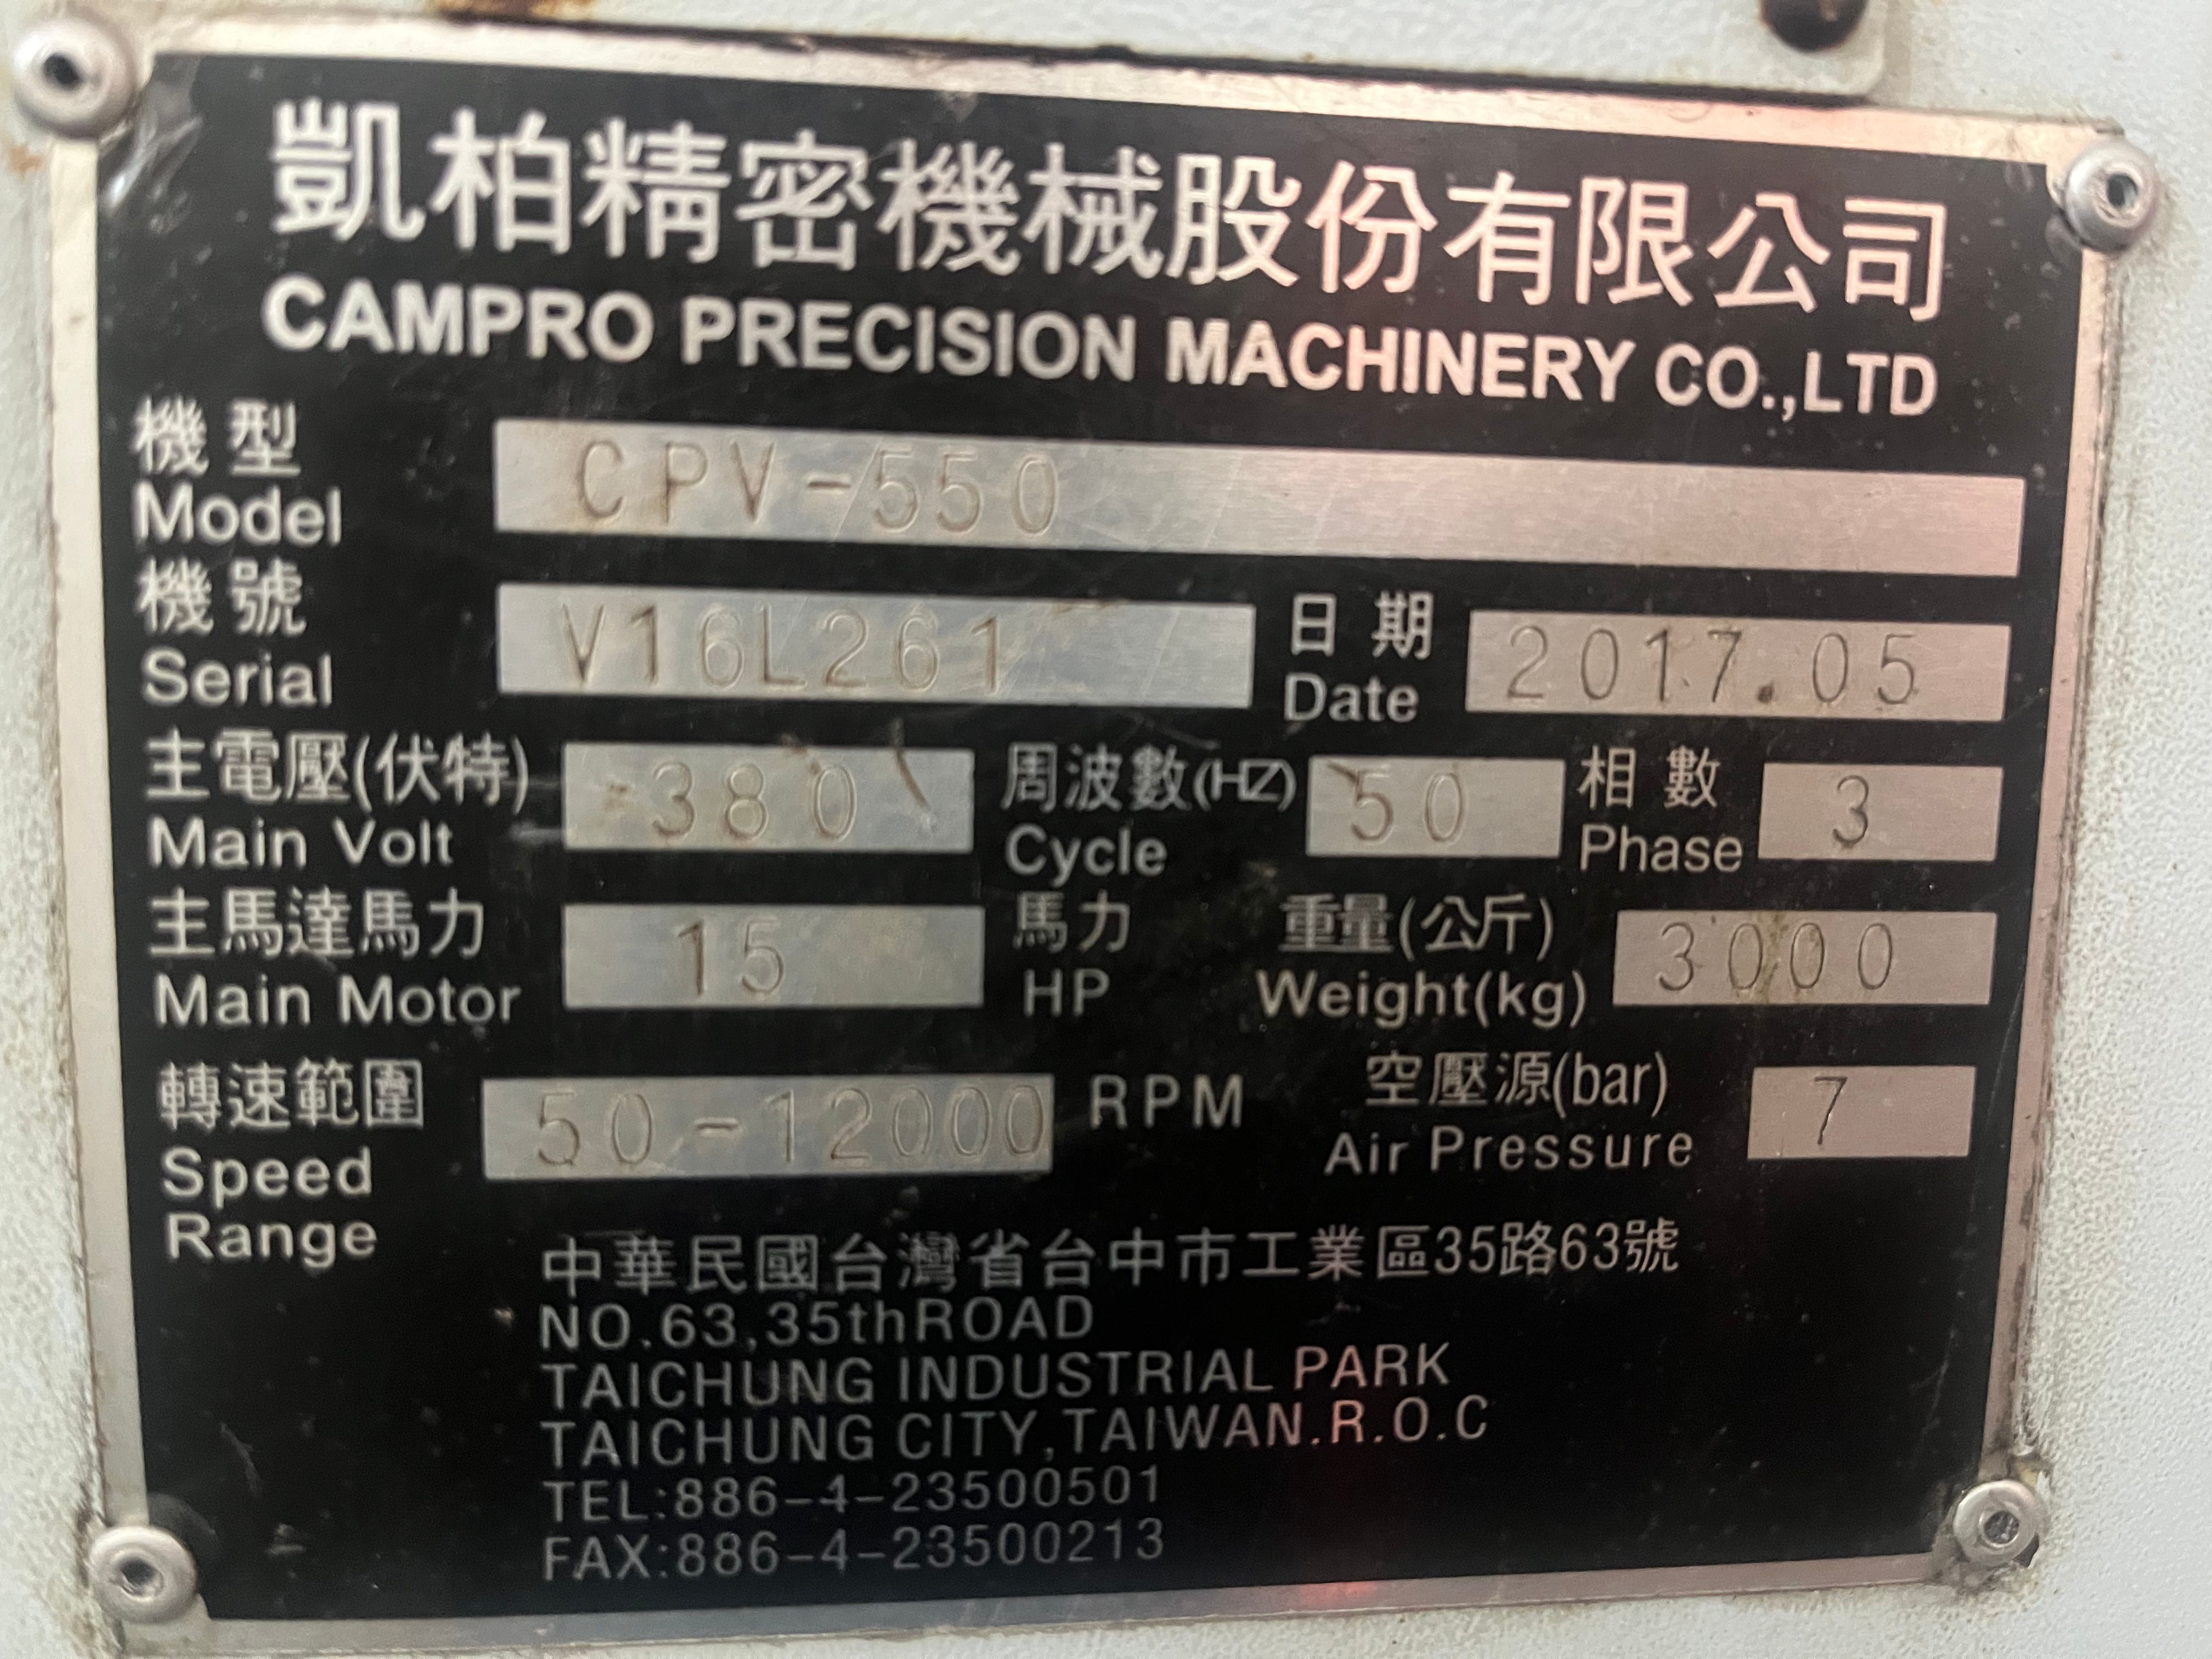 凱柏精密機械股份有限公司
CAMPRO PRECISION MACHINERY CO.,LTD
機型 CPV-550
Model
機號 V16L261 日期 2017.05
Serial Date
主電壓(伏特) 380 周波數(HZ) 50 相數 3
Main Volt Cycle Phase
主馬達馬力 15 馬力 重量(公斤) 3000
Main Motor HP Weight(kg)
轉速範圍 50-12000 RPM 空壓源(bar) 7
Speed Air Pressure
Range
中華民國台灣省台中市工業區35路63號
NO.63,35thROAD
TAICHUNG INDUSTRIAL PARK
TAICHUNG CITY,TAIWAN.R.O.C
TEL:886-4-23500501
FAX:886-4-23500213